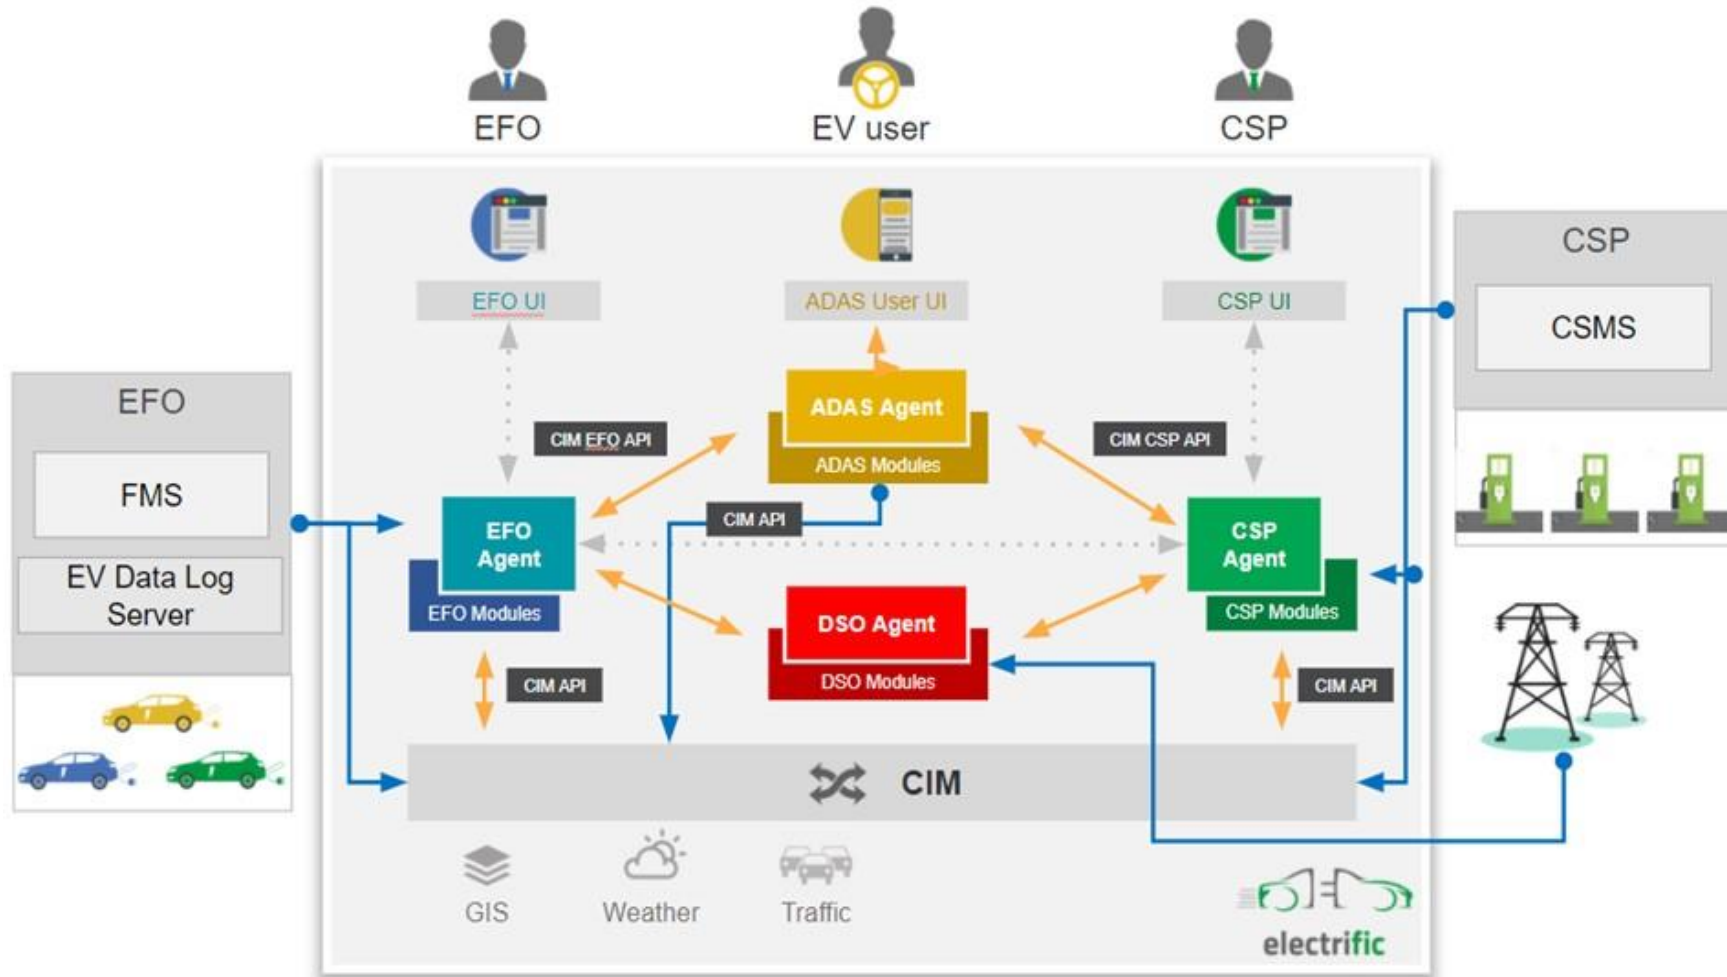 EFO
EV user
CSP
EFO UI
ADAS User UI
CSP UI
CSP
CSMS
EFO
FMS
EV Data Log
Server
CIM EFO API
ADAS Agent
ADAS Modules
CIM CSP API
CIM API
EFO
Agent
EFO Modules
CSP
Agent
CSP Modules
DSO Agent
DSO Modules
CIM API
CIM API
CIM
GIS
Weather
Traffic
electrific